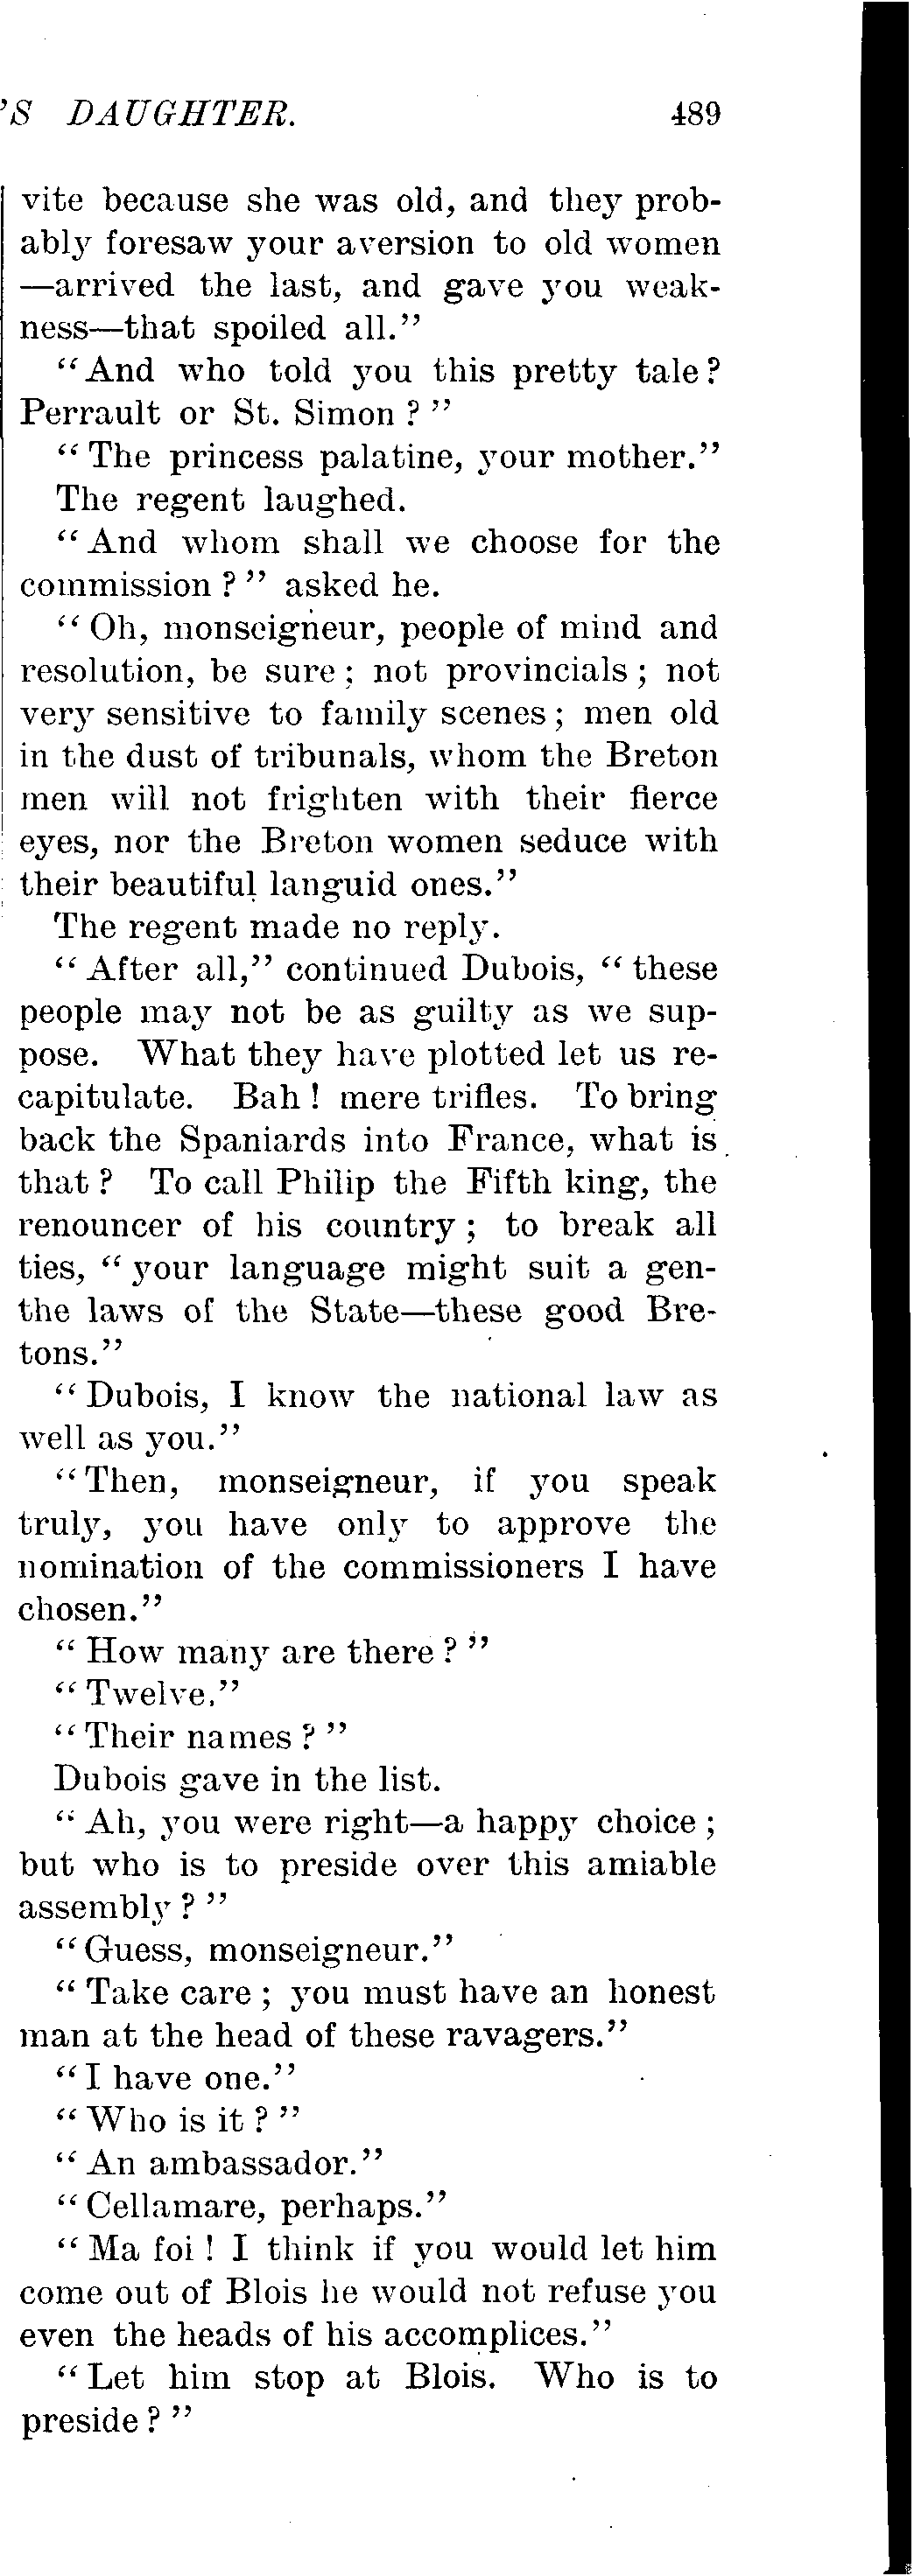 'S DAUGHTER. 489
vite because she was old, and they prob-
ably foresaw your aversion to old women
—arrived the last, and gave you weak-
ness—that spoiled all."
"And who told you this pretty tale?
Perrault or St. Simon ? "
" The princess palatine, your mother."
The regent laughed.
" And whom shall we choose for the
commission ? " asked he.
" Oh, monseigneur, people of mind and
resolution, be sure ; not provincials ; not
very sensitive to family scenes ; men old
in the dust of tribunals, whom the Breton
men will not frighten with their fierce
eyes, nor the Breton women seduce with
their beautiful languid ones."
The regent made no reply.
" After all," continued Dubois, " these
people may not be as guilty as we sup-
pose. What they have plotted let us re-
capitulate. Bah ! mere trifles. To bring
back the Spaniards into France, what is
that ? To call Philip the Fifth king, the
renouncer of his country ; to break all
ties, " your language might suit a gen-
the laws of the State—these good Bre-
tons."
" Dubois, I know the national law as
well as you."
" Then, monseigneur, if you speak
truly, you have only to approve the
nomination of the commissioners I have
chosen."
" How many are there ? "
" Twelve."
" Their names ? "
Dubois gave in the list.
" Ah, you were right—a happy choice ;
but who is to preside over this amiable
assembly ? "
" Guess, monseigneur."
" Take care ; you must have an honest
man at the head of these ravagers."
" I have one."
" Who is it ? "
" An ambassador."
" Cellamare, perhaps."
" Ma foi ! I think if you would let him
come out of Blois he would not refuse you
even the heads of his accomplices."
" Let him stop at Blois. Who is to
preside ? "